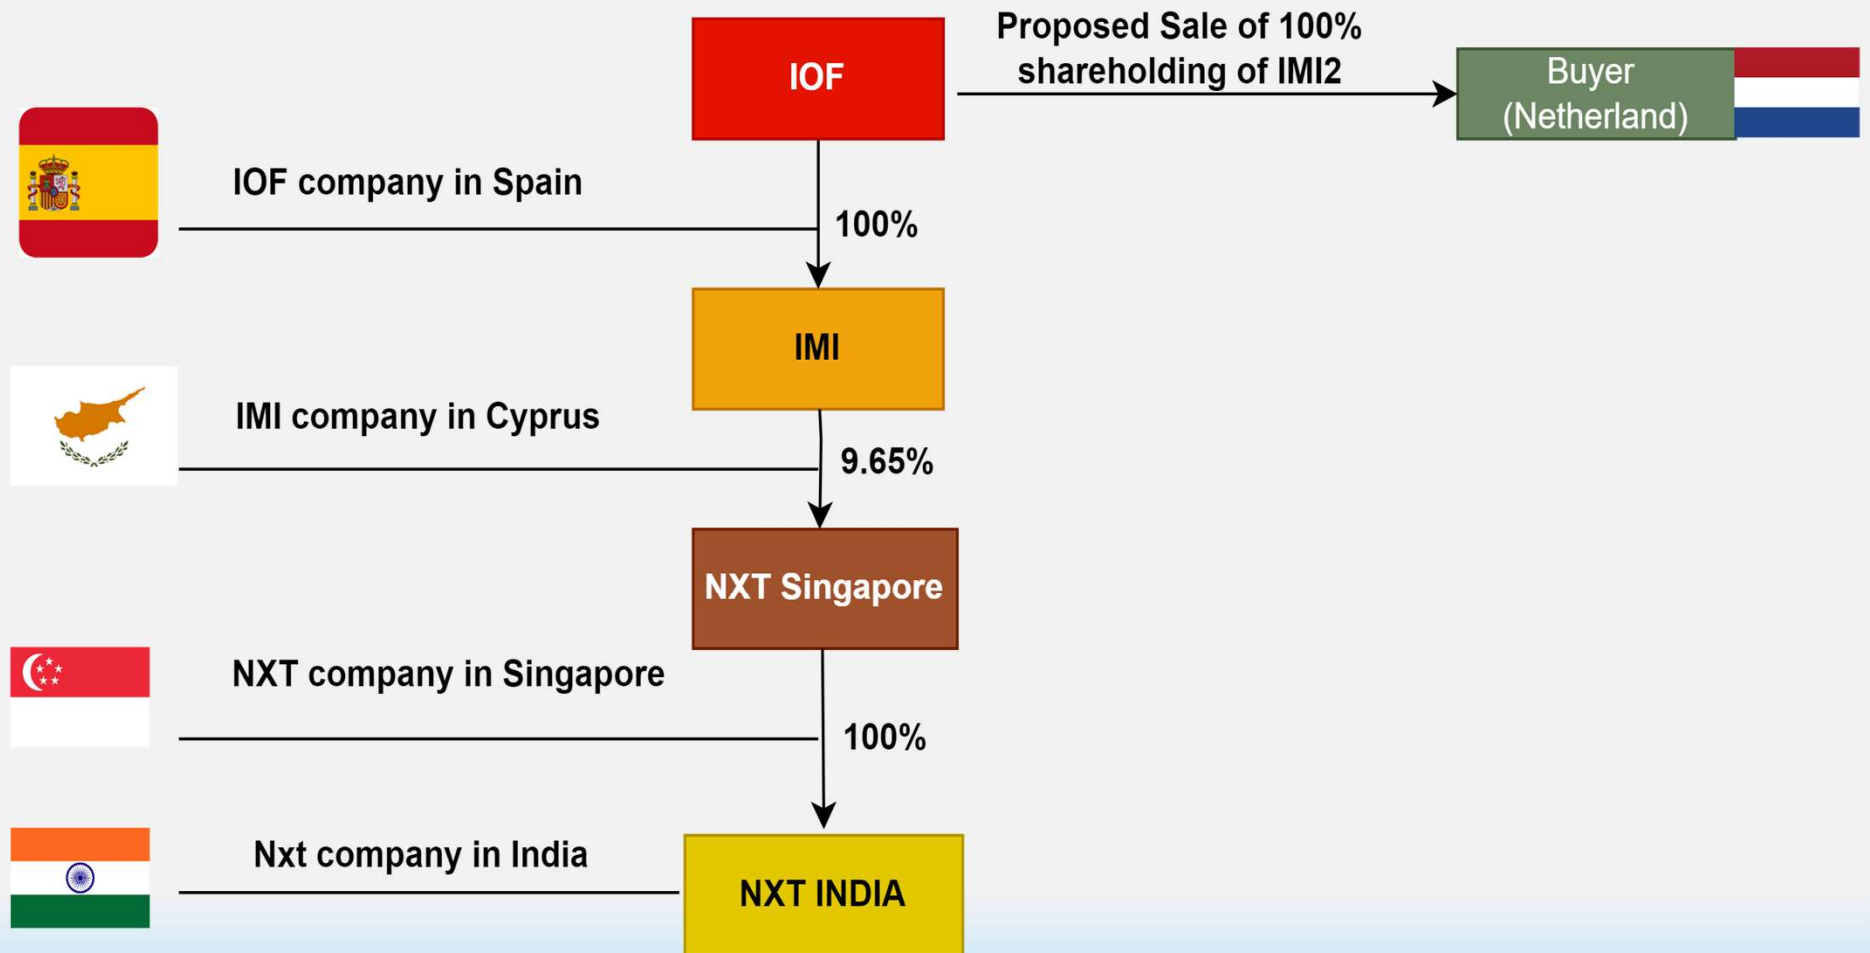 Proposed Sale of 100%
shareholding of IMI2
IOF
Buyer
(Netherland)
IOF company in Spain
100%
IMI
IMI company in Cyprus
9.65%
NXT Singapore
NXT company in Singapore
100%
Nxt company in India
NXT INDIA